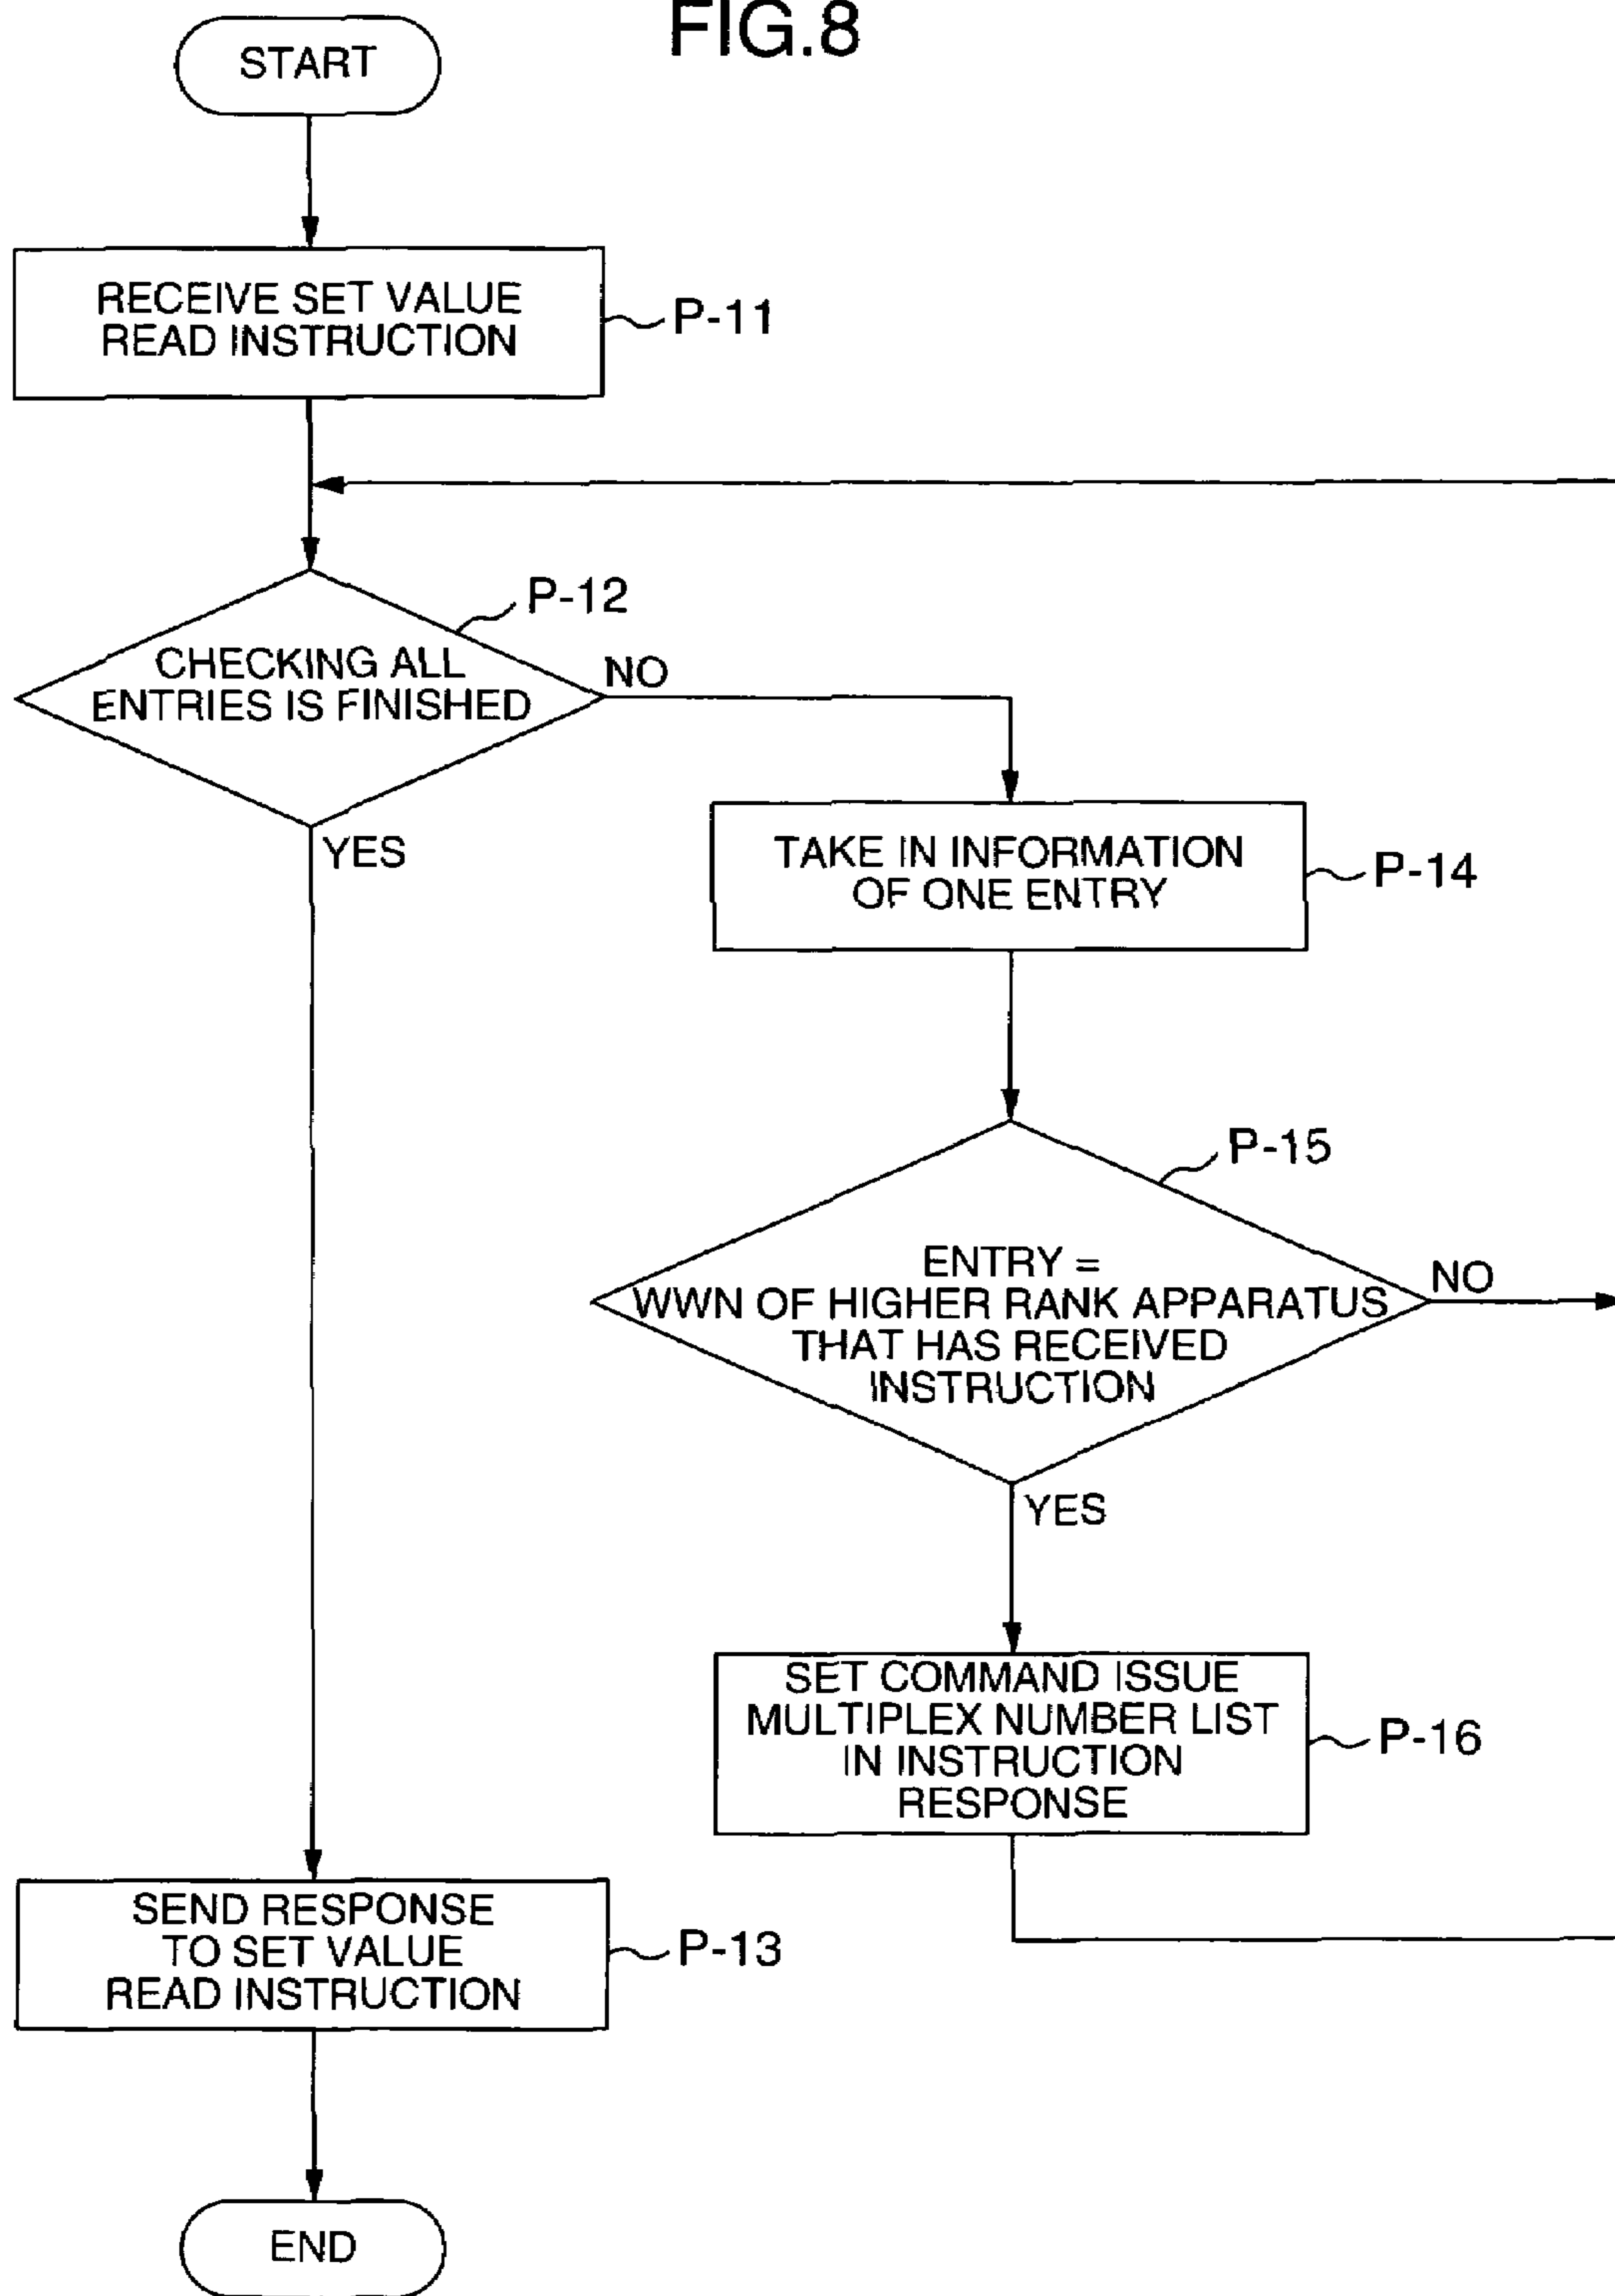 FIG.8
START
RECEIVE SET VALUE
READ INSTRUCTION
P-11
P-12
CHECKING ALL
ENTRIES IS FINISHED
NO
YES
TAKE IN INFORMATION
OF ONE ENTRY
P-14
P-15
ENTRY =
WWN OF HIGHER RANK APPARATUS
THAT HAS RECEIVED
INSTRUCTION
NO
YES
SET COMMAND ISSUE
MULTIPLEX NUMBER LIST
IN INSTRUCTION
RESPONSE
P-16
SEND RESPONSE
TO SET VALUE
READ INSTRUCTION
P-13
END